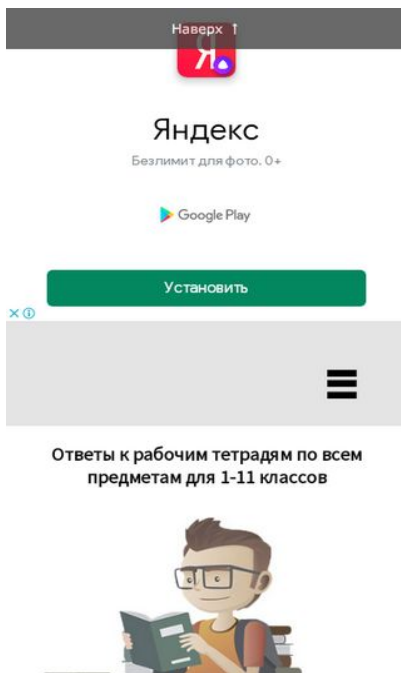 Наверх ↑
Я
Яндекс
Безлимит для фото. 0+
Google Play
Установить
Ответы к рабочим тетрадям по всем
предметам для 1-11 классов